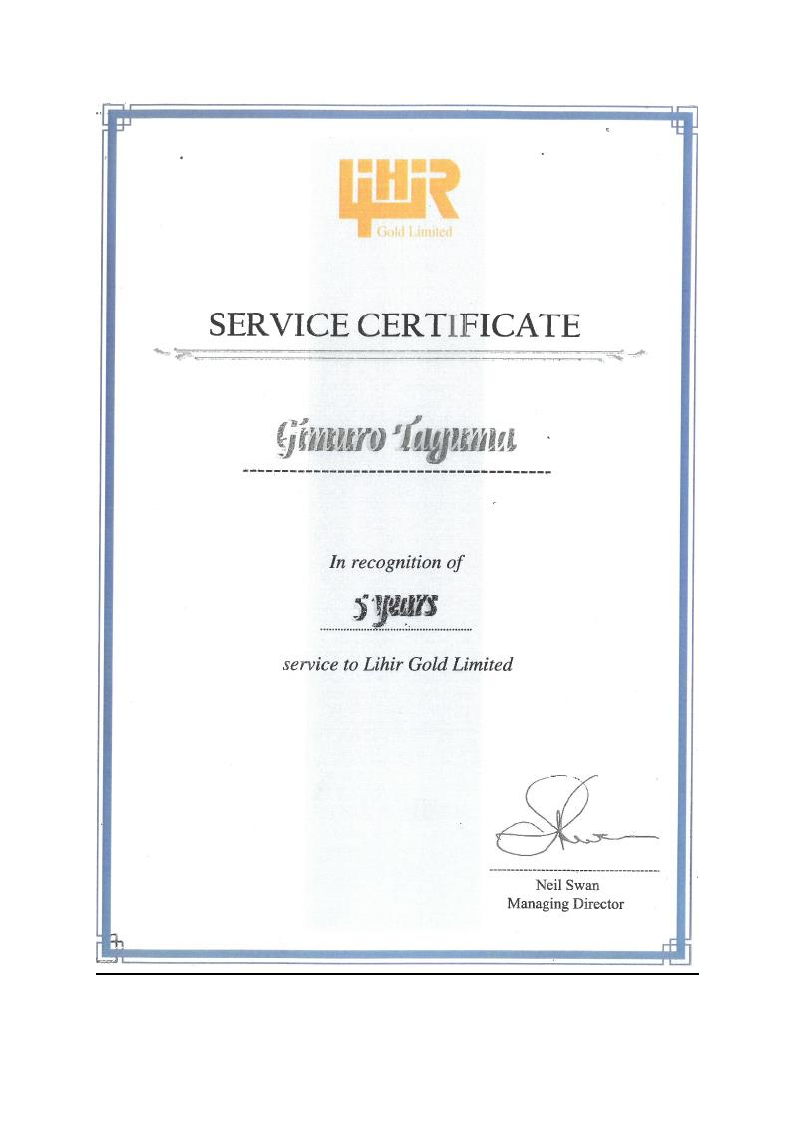 LIHIR
Gold Limited
SERVICE CERTIFICATE
Gimuro Taguma
In recognition of
5 years
service to Lihir Gold Limited
Neil Swan
Managing Director